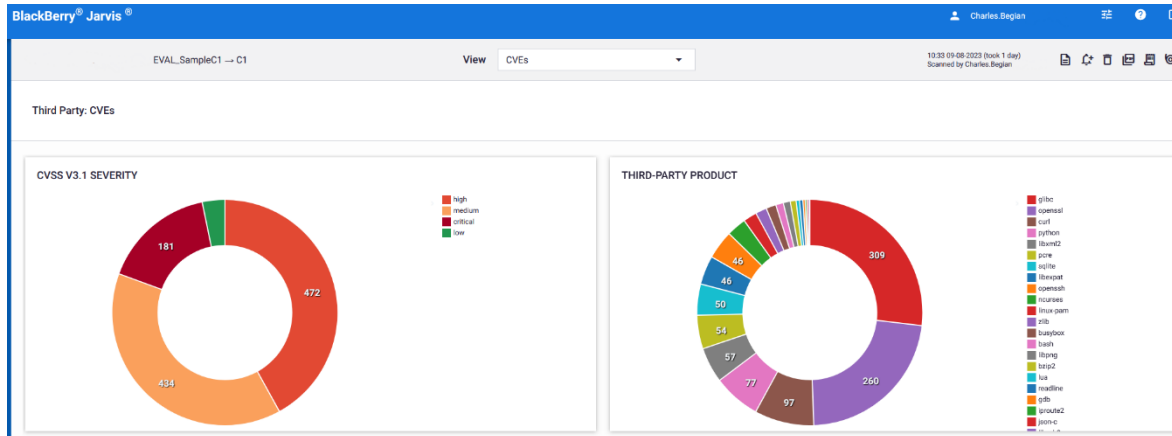 BlackBerry® Jarvis ®
Charles.Begian
EVAL_SampleC1 → C1
View
CVEs
10:33 09-08-2023 (took 1 day)
Scanned by Charles.Begian
Third Party: CVEs
CVSS V3.1 SEVERITY
high
medium
critical
low
181
472
434
THIRD-PARTY PRODUCT
309
260
97
77
57
54
50
46
46
glibc
openssl
curl
python
libxml2
pcre
sqlite
libexpat
openssh
ncurses
linux-pam
zlib
busybox
bash
libpng
bzip2
lua
readline
gdb
iproute2
json-c